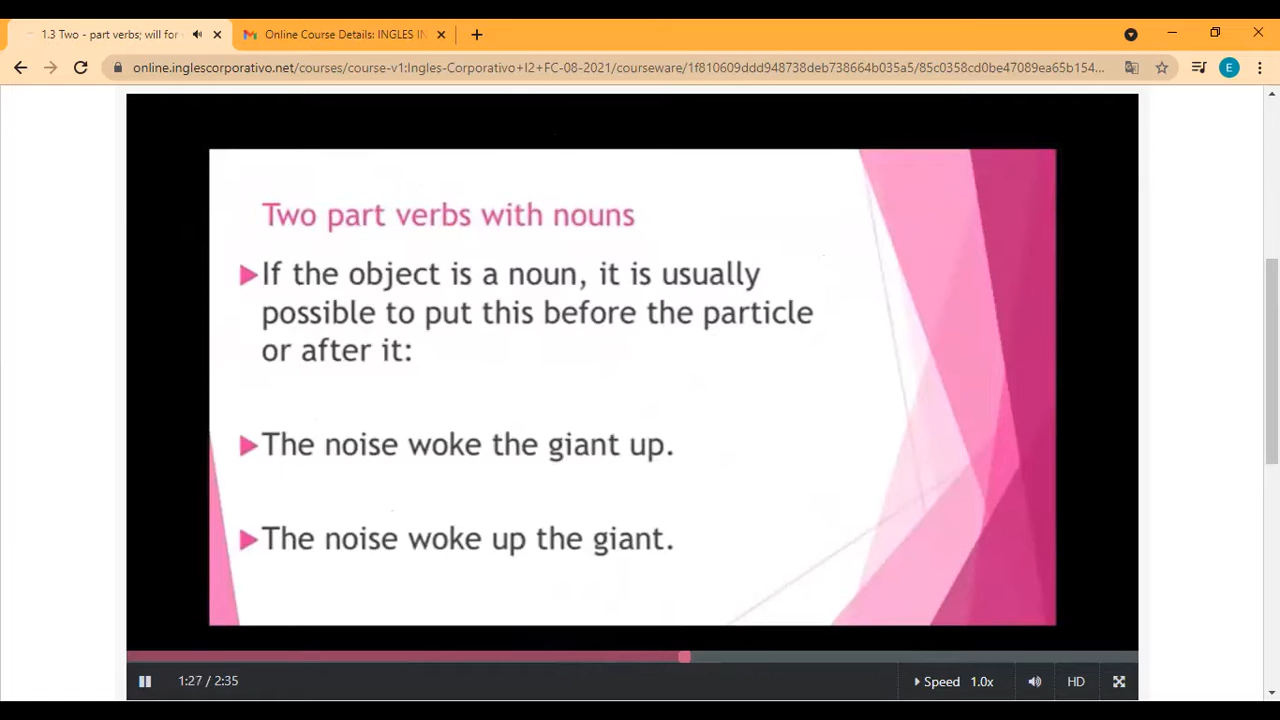 1.3 Two - part verbs; will for
Online Course Details: INGLES IN
online.inglescorporativo.net/courses/course-v1:Ingles-Corporativo+I2+FC-08-2021/courseware/1f810609ddd948738deb738664b035a5/85c0358cd0be47089ea65b154...
E
Two part verbs with nouns
If the object is a noun, it is usually
possible to put this before the particle
or after it:
The noise woke the giant up.
The noise woke up the giant.
1:27 / 2:35
Speed 1.0x
HD